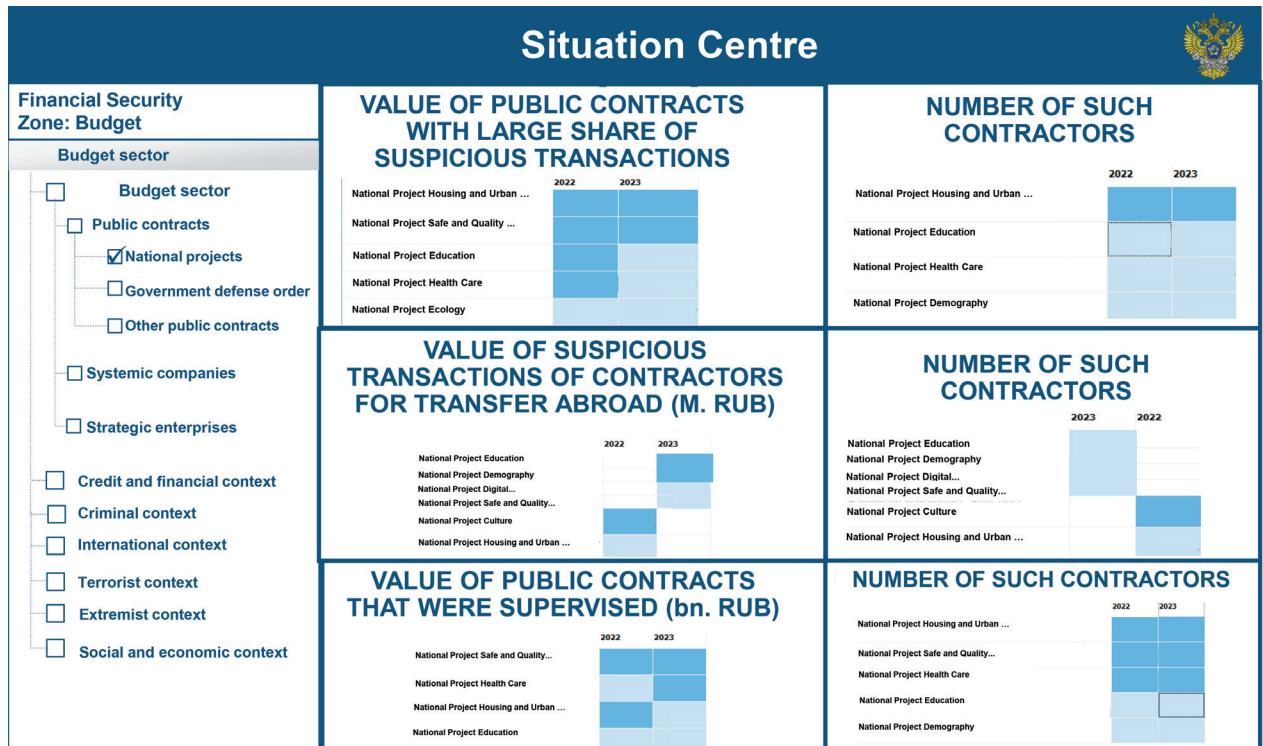 Situation Centre
Financial Security
Zone: Budget
Budget sector
Budget sector
Public contracts
National projects
Government defense order
Other public contracts
Systemic companies
Strategic enterprises
Credit and financial context
Criminal context
International context
Terrorist context
Extremist context
Social and economic context
VALUE OF PUBLIC CONTRACTS
WITH LARGE SHARE OF
SUSPICIOUS TRANSACTIONS
2022 2023
National Project Housing and Urban ...
National Project Safe and Quality ...
National Project Education
National Project Health Care
National Project Ecology
NUMBER OF SUCH
CONTRACTORS
2022 2023
National Project Housing and Urban ...
National Project Education
National Project Health Care
National Project Demography
VALUE OF SUSPICIOUS
TRANSACTIONS OF CONTRACTORS
FOR TRANSFER ABROAD (M. RUB)
2022 2023
National Project Education
National Project Demography
National Project Digital...
National Project Safe and Quality...
National Project Culture
National Project Housing and Urban ...
NUMBER OF SUCH
CONTRACTORS
2023 2022
National Project Education
National Project Demography
National Project Digital...
National Project Safe and Quality...
National Project Culture
National Project Housing and Urban ...
VALUE OF PUBLIC CONTRACTS
THAT WERE SUPERVISED (bn. RUB)
2022 2023
National Project Safe and Quality...
National Project Health Care
National Project Housing and Urban ...
National Project Education
NUMBER OF SUCH CONTRACTORS
2022 2023
National Project Housing and Urban ...
National Project Safe and Quality...
National Project Health Care
National Project Education
National Project Demography